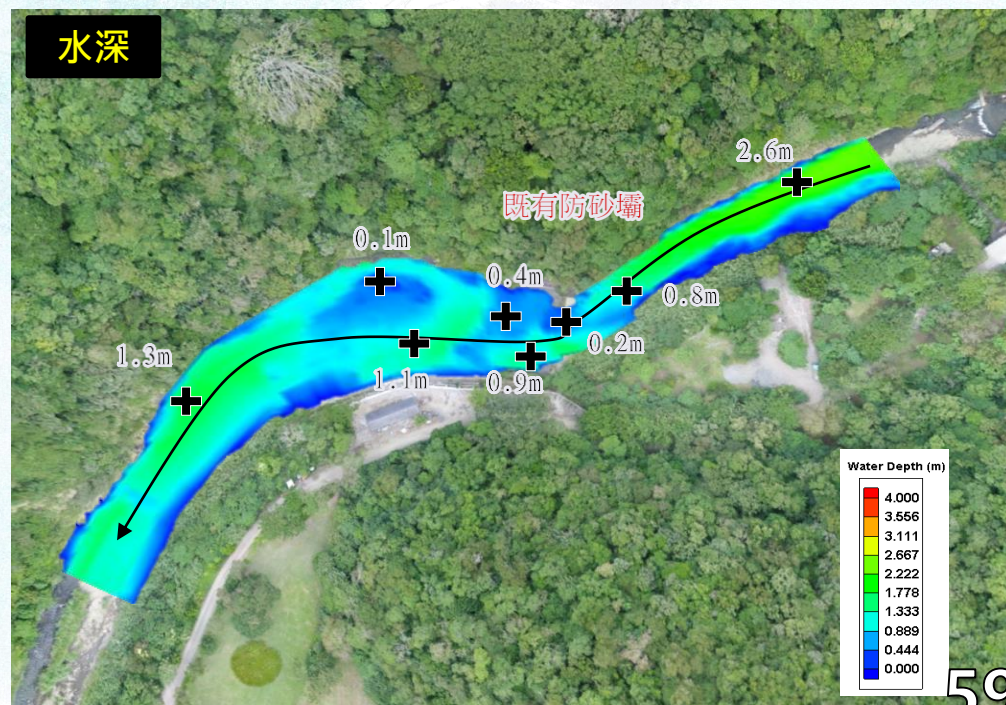 水深
2.6m
既有防砂壩
0.1m
0.4m
0.8m
0.2m
1.3m
1.1m
0.9m
Water Depth (m)
4.000
3.556
3.111
2.667
2.222
1.778
1.333
0.889
0.444
0.000
59